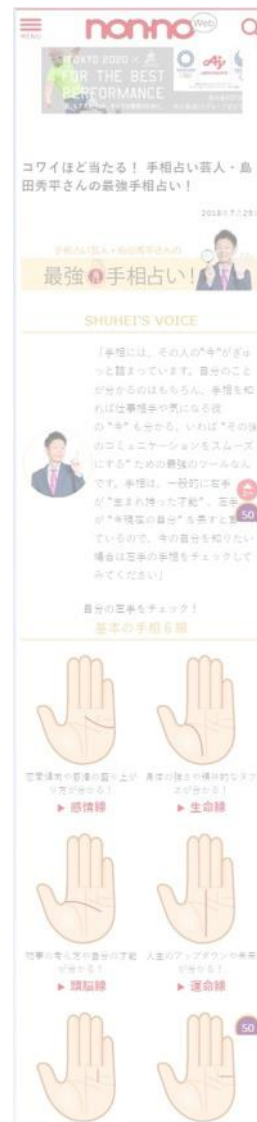 non-no Web
MENU
TOKYO 2020 ×
FOR THE BEST
PERFORMANCE
コワイほど当たる！ 手相占い芸人・島
田秀平さんの最強手相占い！
手相占い芸人・島田秀平さんの
最強 手相占い！
SHUHEI'S VOICE
「手相には、その人の“今”がぎゅ
っと詰まっています。自分のこと
が分かるのはもちろん、手相を知
れば仕事相手や気になる彼
の“今”も分かる、いわば“その後
のコミュニケーションをスムーズ
にする”ための最強のツールなん
です。手相は、一般的に右手
が“生まれ持った才能”、左手
が“今現在の自分”を表すと
ているので、今の自分を知りたい
場合は左手の手相をチェックして
みてください」
50
自分の左手をチェック！
基本の手相6線
恋愛傾向や感情の盛り上が
り方が分かる！
身体の強さや精神的なタフ
さが分かる！
▶ 感情線
▶ 生命線
物事の考え方や自分の才能
が分かる！
人生のアップダウンや未来
が分かる！
▶ 頭脳線
▶ 運命線
50